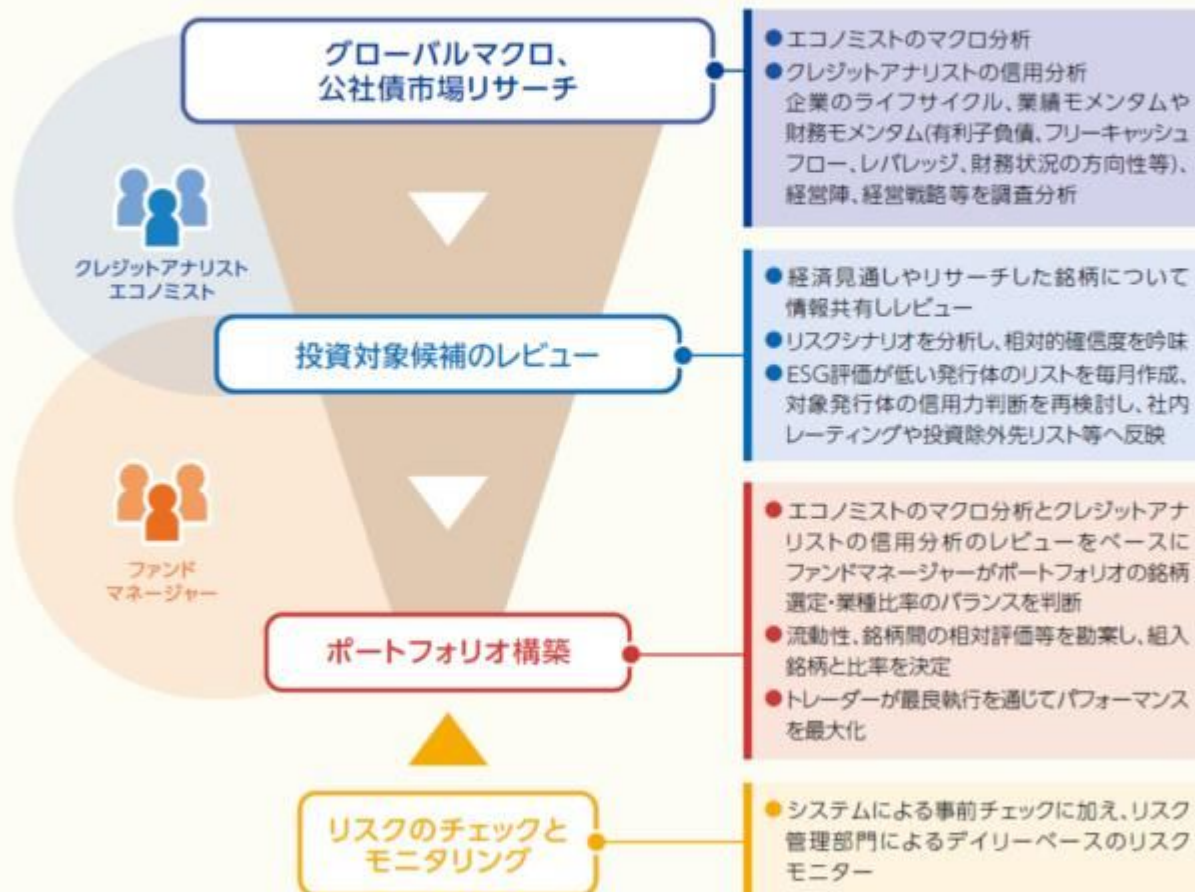 グローバルマクロ、
公社債市場リサーチ
●エコノミストのマクロ分析
●クレジットアナリストの信用分析
企業のライフサイクル、業績モメンタムや
財務モメンタム(有利子負債、フリーキャッシュ
フロー、レバレッジ、財務状況の方向性等)、
経営陣、経営戦略等を調査分析
クレジットアナリスト
エコノミスト
投資対象候補のレビュー
●経済見通しやリサーチした銘柄について
情報共有しレビュー
●リスクシナリオを分析し、相対的確信度を吟味
●ESG評価が低い発行体のリストを毎月作成、
対象発行体の信用力判断を再検討し、社内
レーティングや投資除外先リスト等へ反映
ファンド
マネージャー
ポートフォリオ構築
●エコノミストのマクロ分析とクレジットアナ
リストの信用分析のレビューをベースに
ファンドマネージャーがポートフォリオの銘柄
選定・業種比率のバランスを判断
●流動性、銘柄間の相対評価等を勘案し、組入
銘柄と比率を決定
●トレーダーが最良執行を通じてパフォーマンス
を最大化
リスクのチェックと
モニタリング
●システムによる事前チェックに加え、リスク
管理部門によるデイリーベースのリスク
モニター